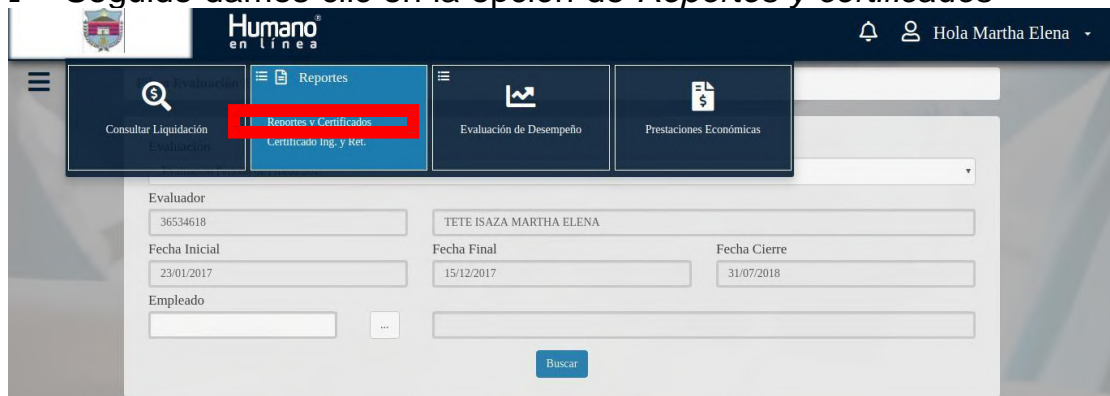 Seguido damos clic en la opción de Reportes y certificados
Humano®
en línea
Hola Martha Elena
Reportes
Consultar Liquidación
Reportes y Certificados
Certificado Ing. y Ret.
Evaluación de Desempeño
Prestaciones Económicas
Evaluación
Evaluador
36534618
TETE ISAZA MARTHA ELENA
Fecha Inicial
Fecha Final
Fecha Cierre
23/01/2017
15/12/2017
31/07/2018
Empleado
...
Buscar